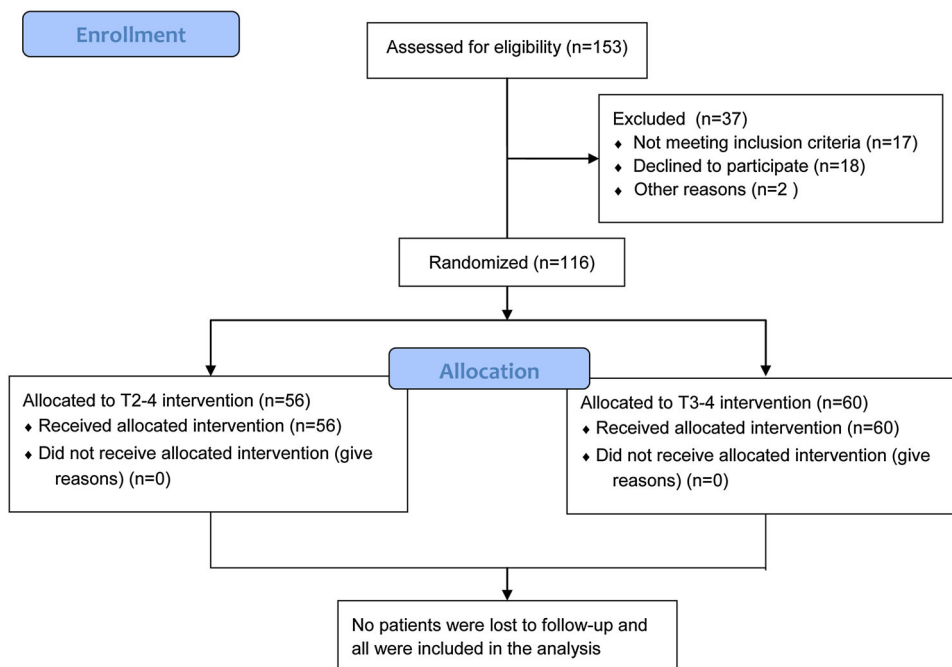 Enrollment
Assessed for eligibility (n=153)
Excluded (n=37)
♦ Not meeting inclusion criteria (n=17)
♦ Declined to participate (n=18)
♦ Other reasons (n=2 )
Randomized (n=116)
Allocation
Allocated to T2-4 intervention (n=56)
♦ Received allocated intervention (n=56)
♦ Did not receive allocated intervention (give
reasons) (n=0)
Allocated to T3-4 intervention (n=60)
♦ Received allocated intervention (n=60)
♦ Did not receive allocated intervention (give
reasons) (n=0)
No patients were lost to follow-up and
all were included in the analysis